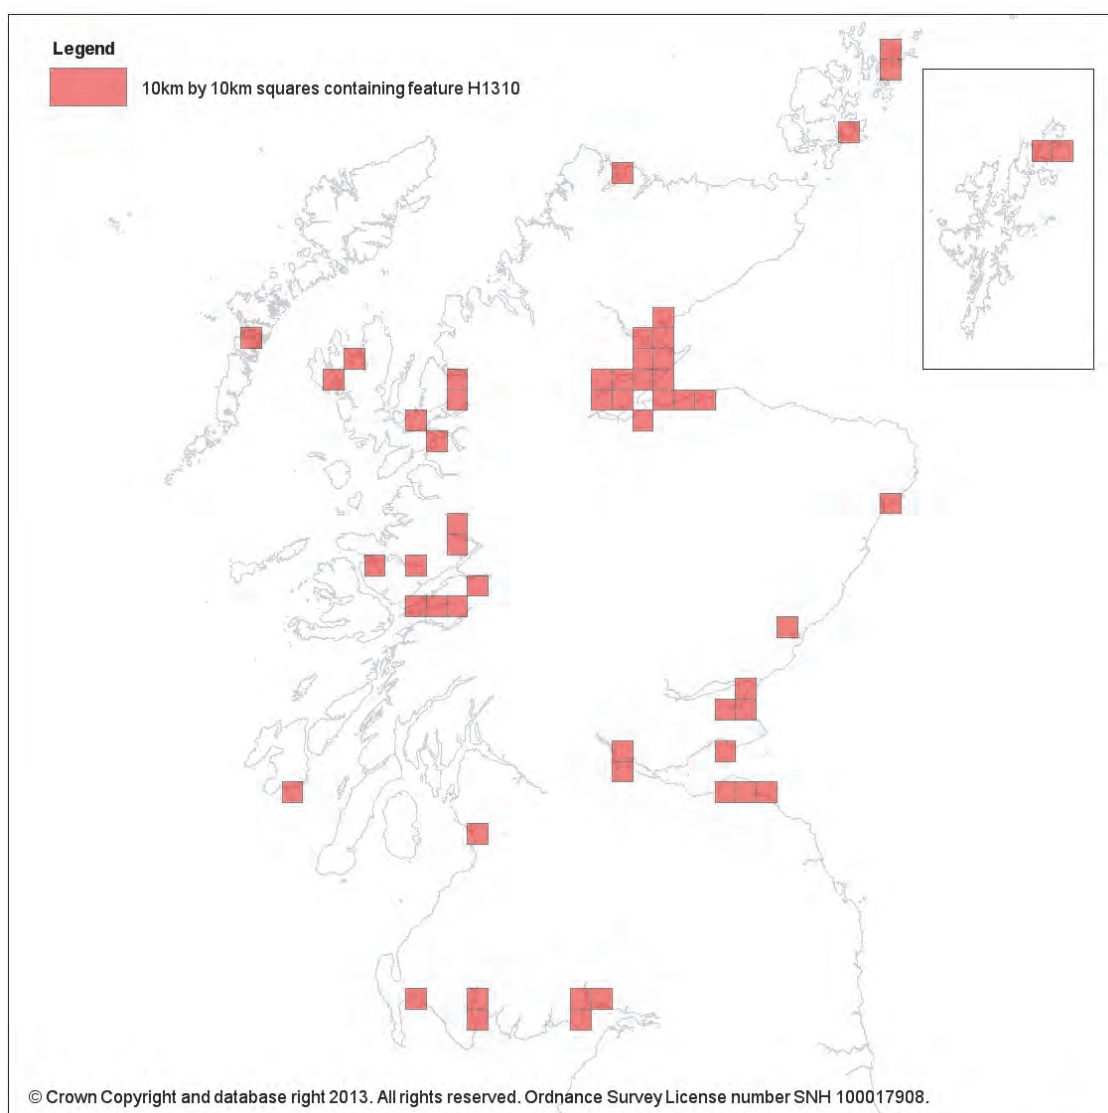 Legend
10km by 10km squares containing feature H1310
© Crown Copyright and database right 2013. All rights reserved. Ordnance Survey License number SNH 100017908.